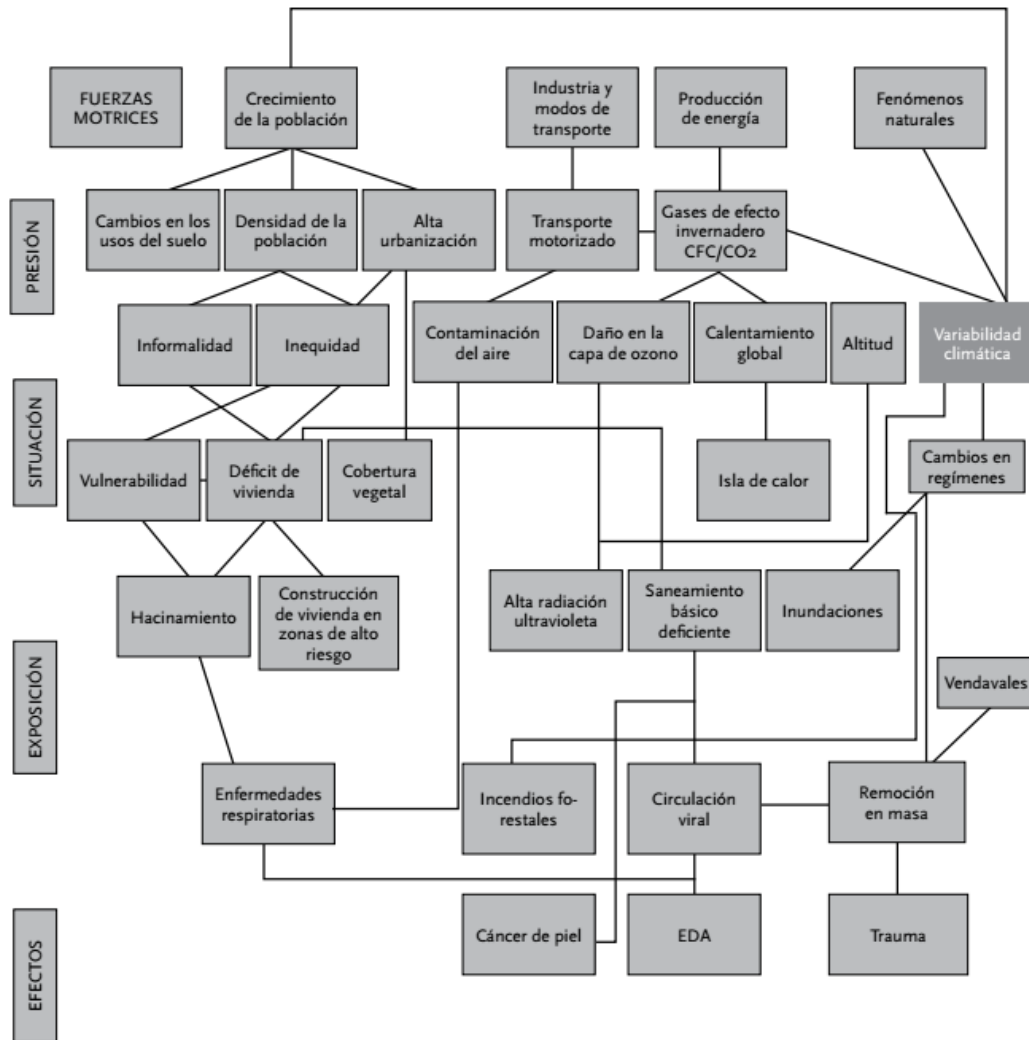 FUERZAS
MOTRICES
Crecimiento
de la población
Industria y
modos de
transporte
Producción
de energía
Fenómenos
naturales
PRESIÓN
Cambios en los
usos del suelo
Densidad de la
población
Alta
urbanización
Transporte
motorizado
Gases de efecto
invernadero
CFC/CO2
Informalidad
Inequidad
Contaminación
del aire
Daño en la
capa de ozono
Calentamiento
global
Altitud
Variabilidad
climática
SITUACIÓN
Vulnerabilidad
Déficit de
vivienda
Cobertura
vegetal
Isla de calor
Cambios en
regímenes
Hacinamiento
Construcción
de vivienda en
zonas de alto
riesgo
Alta radiación
ultravioleta
Saneamiento
básico
deficiente
Inundaciones
EXPOSICIÓN
Vendavales
Enfermedades
respiratorias
Incendios fo-
restales
Circulación
viral
Remoción
en masa
EFECTOS
Cáncer de piel
EDA
Trauma